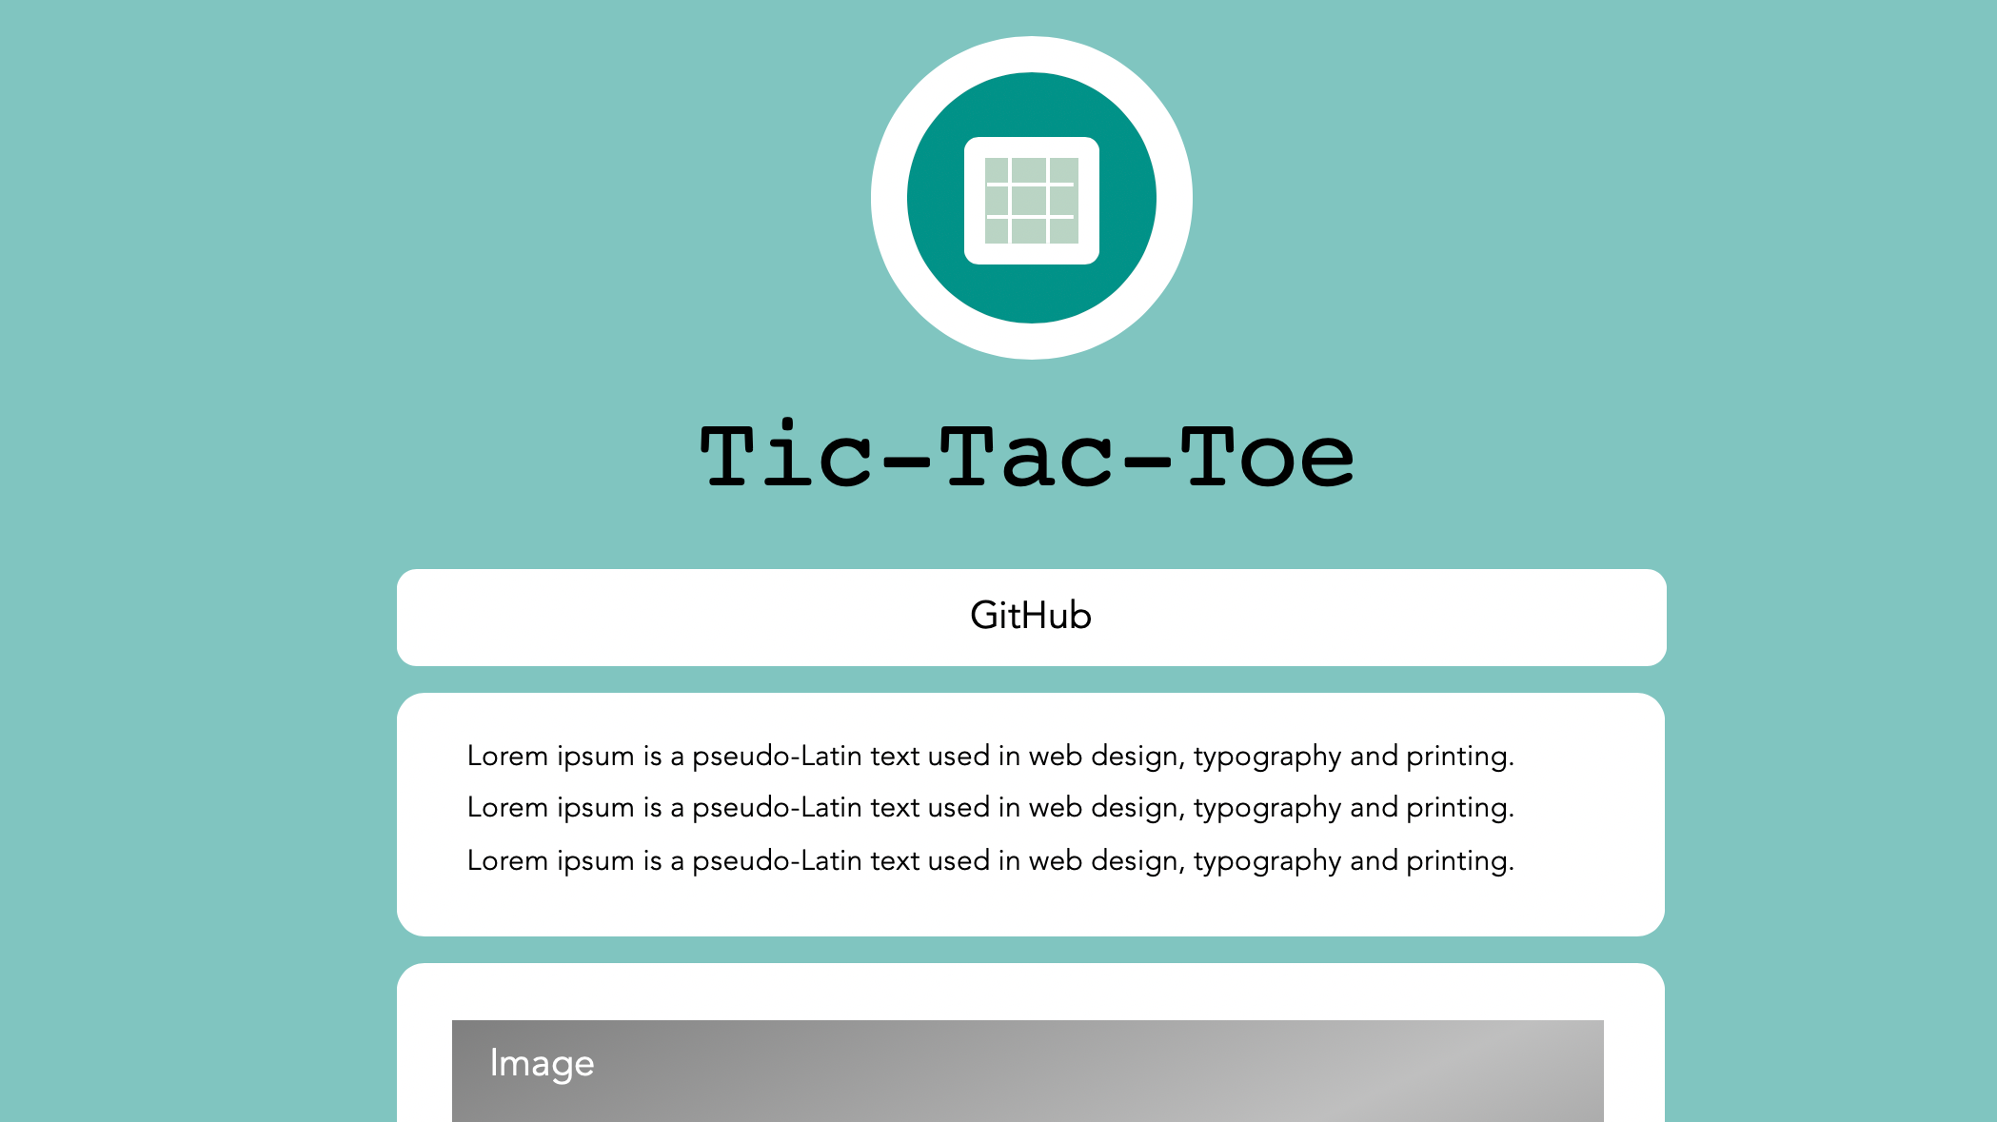 Tic-Tac-Toe
GitHub
Lorem ipsum is a pseudo-Latin text used in web design, typography and printing.
Lorem ipsum is a pseudo-Latin text used in web design, typography and printing.
Lorem ipsum is a pseudo-Latin text used in web design, typography and printing.
Image